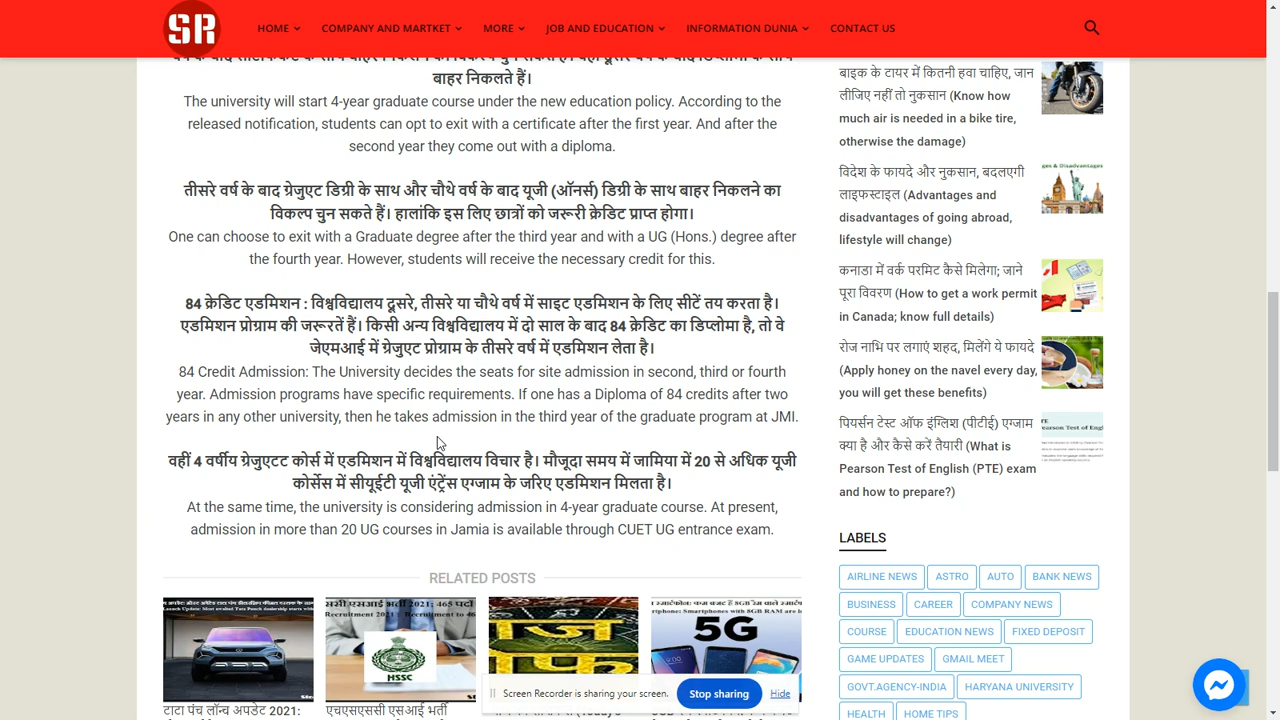 SR
HOME
COMPANY AND MARTKET
MORE
JOB AND EDUCATION
INFORMATION DUNIA
CONTACT US
बाहर निकलते हैं।
The university will start 4-year graduate course under the new education policy. According to the
released notification, students can opt to exit with a certificate after the first year. And after the
second year they come out with a diploma.
तीसरे वर्ष के बाद ग्रेजुएट डिग्री के साथ और चौथे वर्ष के बाद यूजी (ऑनर्स) डिग्री के साथ बाहर निकलने का
विकल्प चुन सकते हैं। हालांकि इस लिए छात्रों को जरूरी क्रेडिट प्राप्त होगा।
One can choose to exit with a Graduate degree after the third year and with a UG (Hons.) degree after
the fourth year. However, students will receive the necessary credit for this.
84 क्रेडिट एडमिशन : विश्वविद्यालय दूसरे, तीसरे या चौथे वर्ष में साइट एडमिशन के लिए सीटें तय करता है।
एडमिशन प्रोग्राम की जरूरतें हैं। किसी अन्य विश्वविद्यालय में दो साल के बाद 84 क्रेडिट का डिप्लोमा है, तो वे
जेएमआई में ग्रेजुएट प्रोग्राम के तीसरे वर्ष में एडमिशन लेता है।
84 Credit Admission: The University decides the seats for site admission in second, third or fourth
year. Admission programs have specific requirements. If one has a Diploma of 84 credits after two
years in any other university, then he takes admission in the third year of the graduate program at JMI.
वहीं 4 वर्षीय ग्रेजुएट कोर्स में एडमिशन में विश्वविद्यालय विचार है। मौजूदा समय में जामिया में 20 से अधिक यूजी
कोर्सेस में सीयूईटी यूजी एंट्रेंस एग्जाम के जरिए एडमिशन मिलता है।
At the same time, the university is considering admission in 4-year graduate course. At present,
admission in more than 20 UG courses in Jamia is available through CUET UG entrance exam.
RELATED POSTS
5G
HSSC
टाटा पंच लॉन्च अपडेट 2021:
एचएसएससी एसआई भर्ती
Screen Recorder is sharing your screen.
Stop sharing
Hide
बाइक के टायर में कितनी हवा चाहिए, जान
लीजिए नहीं तो नुकसान (Know how
much air is needed in a bike tire,
otherwise the damage)
विदेश के फायदे और नुकसान, बदलएगी
लाइफस्टाइल (Advantages and
disadvantages of going abroad,
lifestyle will change)
कनाडा में वर्क परमिट कैसे मिलेगा; जाने
पूरा विवरण (How to get a work permit
in Canada; know full details)
रोज नाभि पर लगाएं शहद, मिलेंगे ये फायदे
(Apply honey on the navel every day,
you will get these benefits)
पियर्सन टेस्ट ऑफ इंग्लिश (पीटीई) एग्जाम
क्या है और कैसे करें तैयारी (What is
Pearson Test of English (PTE) exam
and how to prepare?)
LABELS
AIRLINE NEWS
ASTRO
AUTO
BANK NEWS
BUSINESS
CAREER
COMPANY NEWS
COURSE
EDUCATION NEWS
FIXED DEPOSIT
GAME UPDATES
GMAIL MEET
GOVT.AGENCY-INDIA
HARYANA UNIVERSITY
HEALTH
HOME TIPS